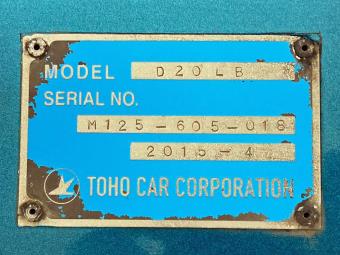 MODEL D20LB
SERIAL NO.
M125-605-018
2015-4
TOHO CAR CORPORATION